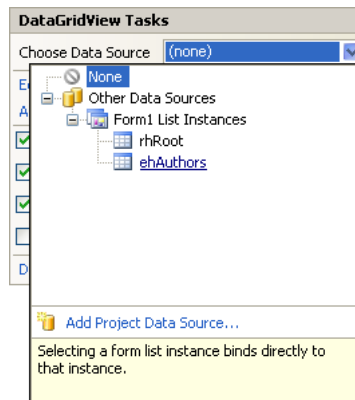 DataGridView Tasks
Choose Data Source (none)
None
Other Data Sources
Form1 List Instances
rhRoot
ehAuthors
Add Project Data Source...
Selecting a form list instance binds directly to
that instance.